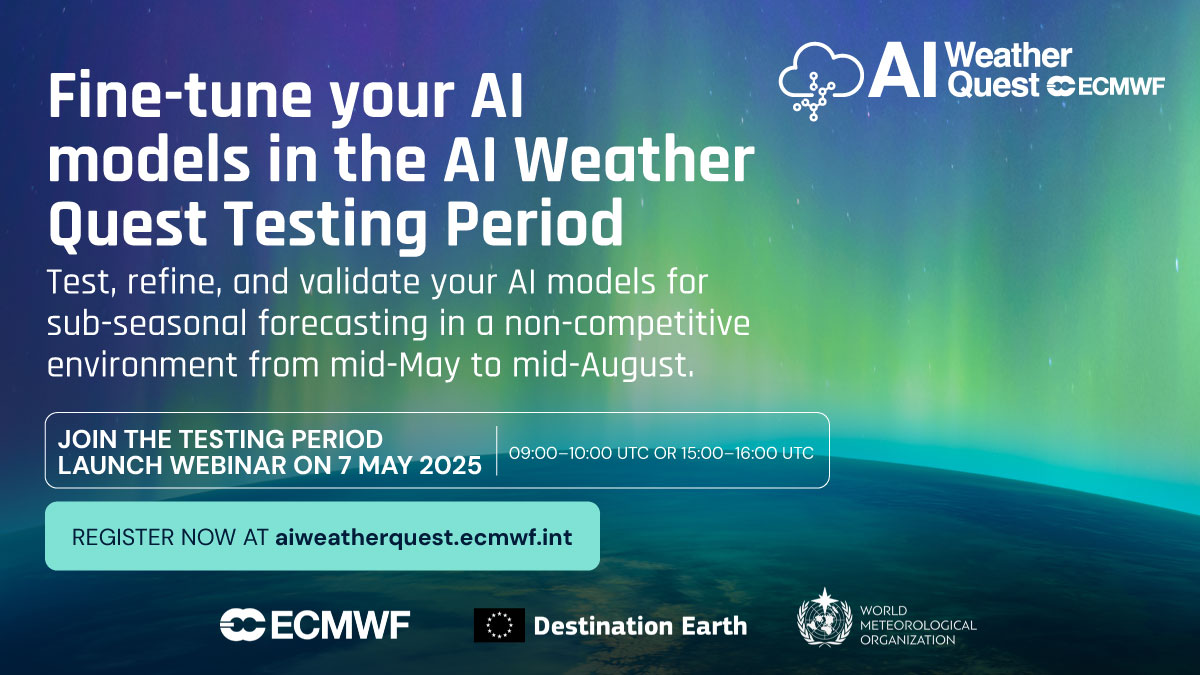 Fine-tune your AI
models in the AI Weather
Quest Testing Period
Test, refine, and validate your AI models for
sub-seasonal forecasting in a non-competitive
environment from mid-May to mid-August.
AI Weather
Quest ECMWF
JOIN THE TESTING PERIOD
LAUNCH WEBINAR ON 7 MAY 2025
09:00–10:00 UTC OR 15:00–16:00 UTC
REGISTER NOW AT aiweatherquest.ecmwf.int
ECMWF
Destination Earth
WORLD
METEOROLOGICAL
ORGANIZATION